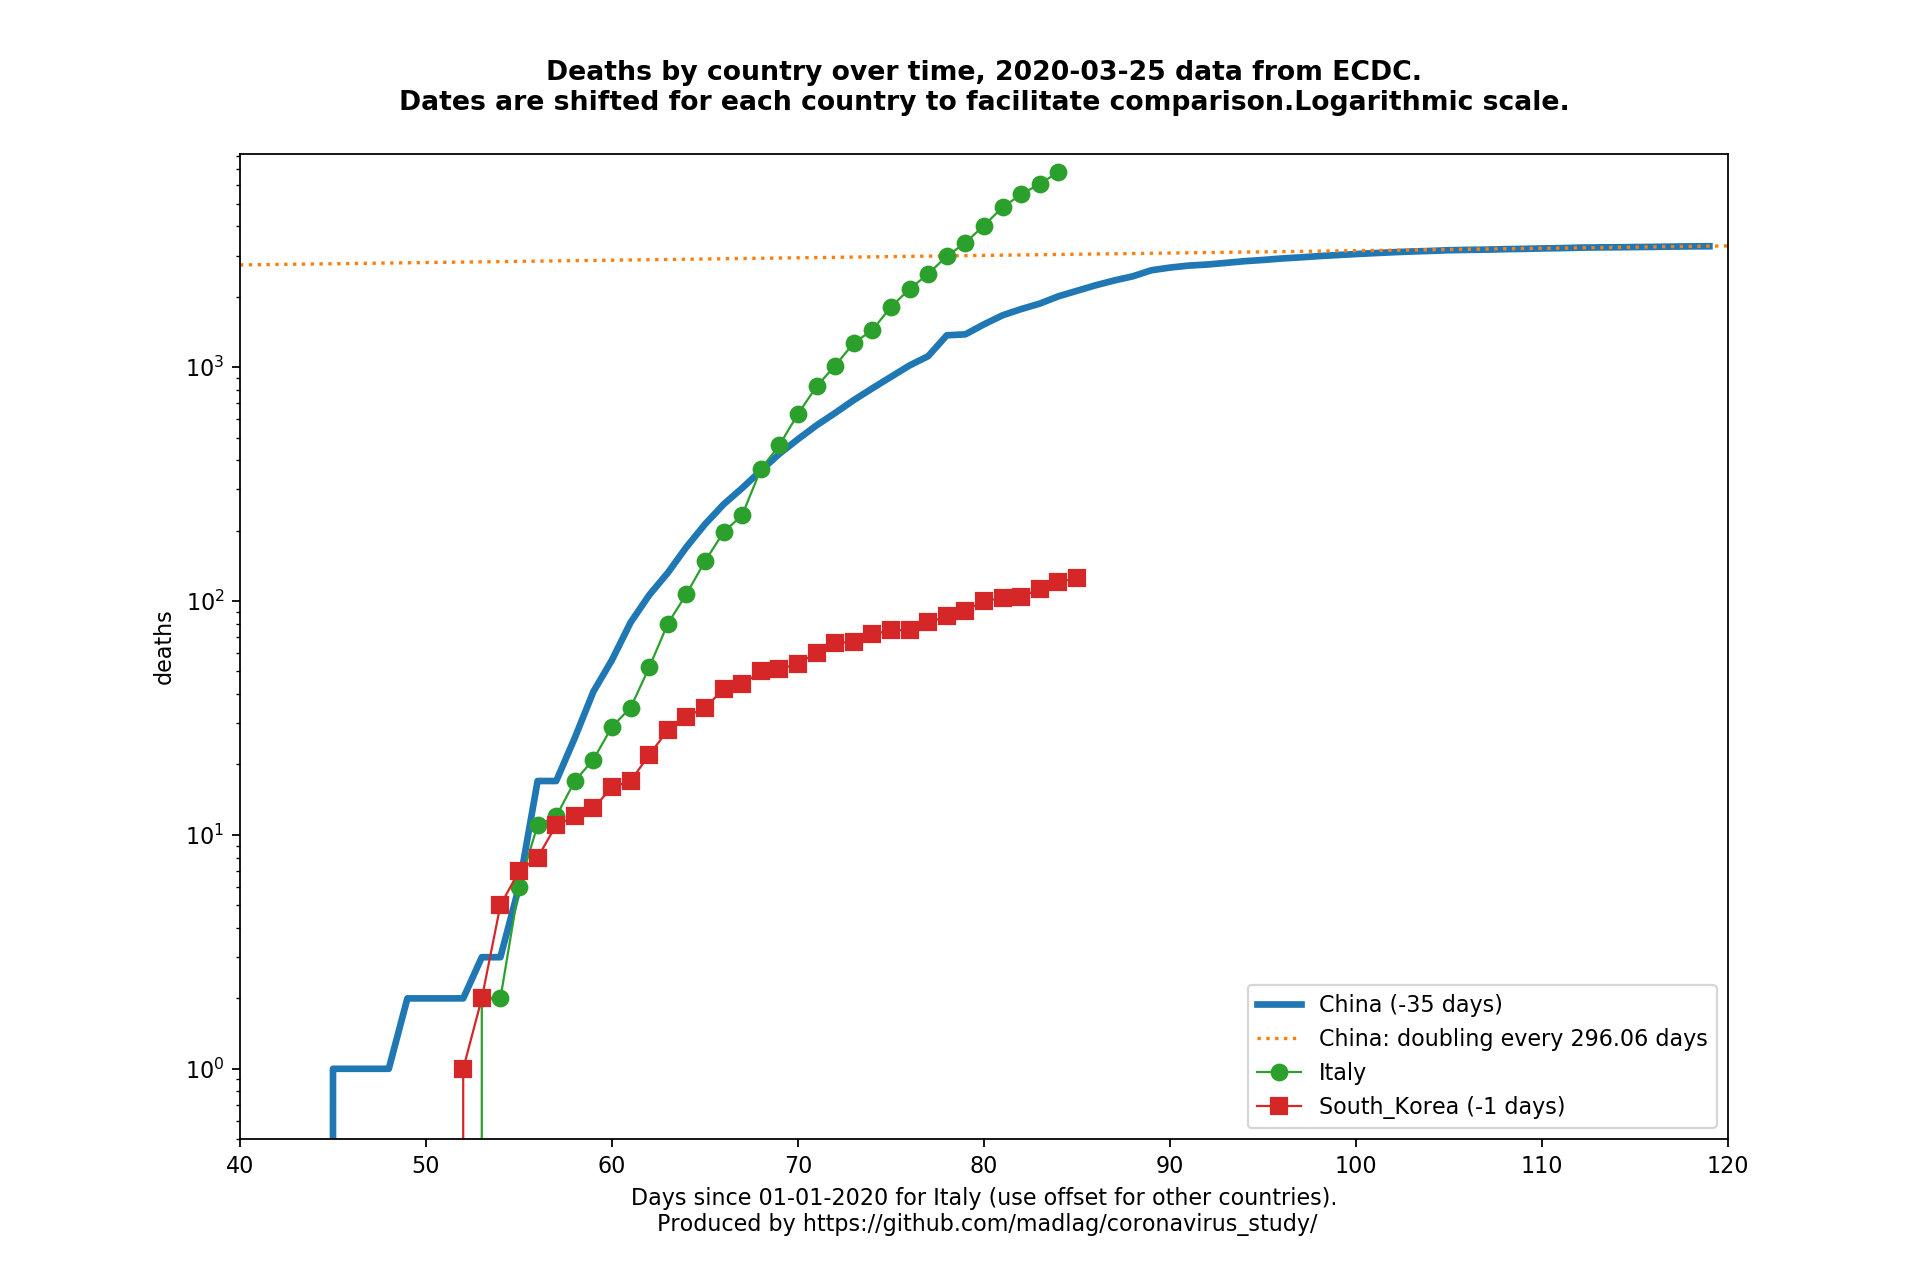 Deaths by country over time, 2020-03-25 data from ECDC.
Dates are shifted for each country to facilitate comparison.Logarithmic scale.
deaths
10³
10²
10¹
10⁰
China (-35 days)
China: doubling every 296.06 days
Italy
South_Korea (-1 days)
40 50 60 70 80 90 100 110 120
Days since 01-01-2020 for Italy (use offset for other countries).
Produced by https://github.com/madlag/coronavirus_study/